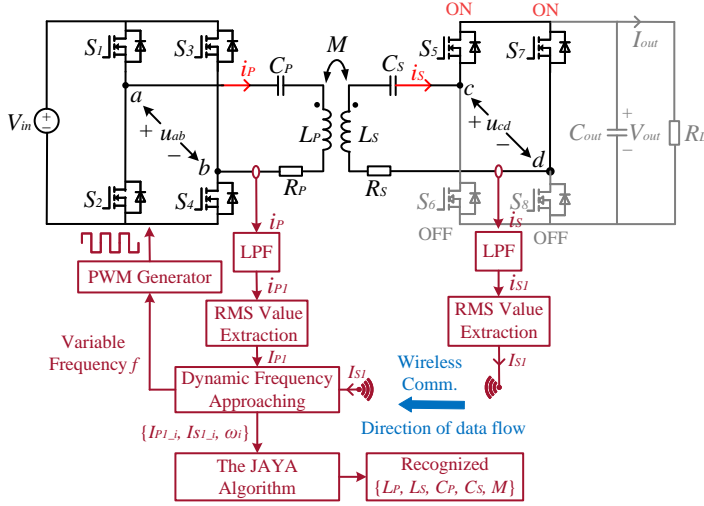 ON ON
S1 S3 M S5 S7 Iout
iP CP CS iS
a c
Vin + uab − LP LS + ucd − Cout + Vout − RL
b d
RP RS
S2 S4 S6 S8
iP iS OFF OFF
LPF LPF
PWM Generator
iP1 iS1
RMS Value
Extraction
RMS Value
Extraction
Variable
Frequency f
IP1 IS1
Dynamic Frequency
Approaching
IS1
Wireless
Comm.
Direction of data flow
{IP1_i, IS1_i, ωi}
The JAYA
Algorithm
Recognized
{LP, LS, CP, CS, M}